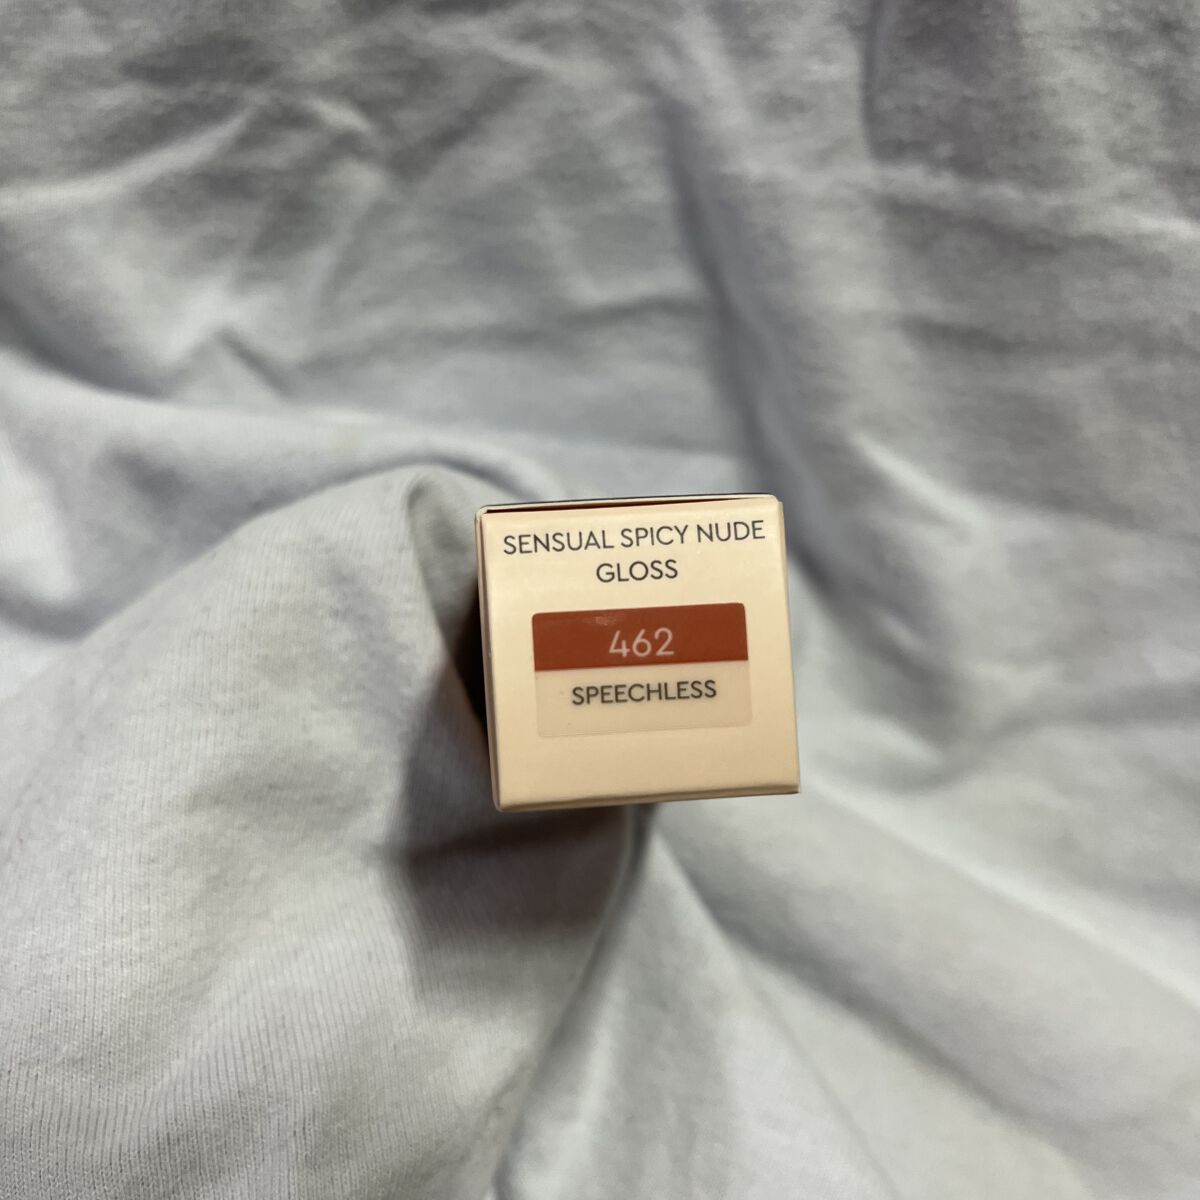 SENSUAL SPICY NUDE
GLOSS
462
SPEECHLESS